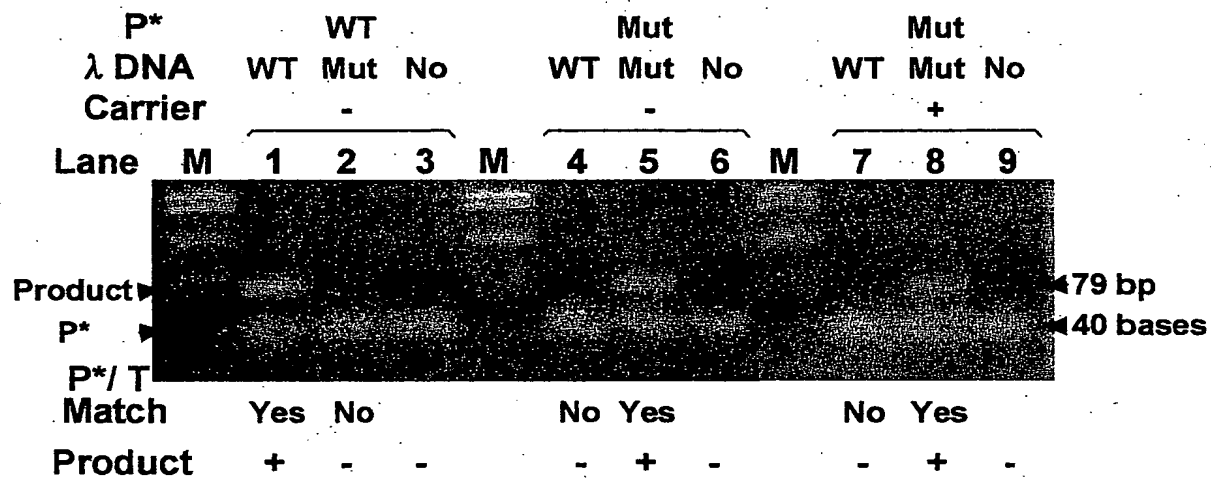 P* WT Mut Mut
λ DNA WT Mut No WT Mut No WT Mut No
Carrier - - +
Lane M 1 2 3 M 4 5 6 M 7 8 9
Product 79 bp
P* 40 bases
P*/ T
Match Yes No No Yes No Yes
Product + - - - + - - + -